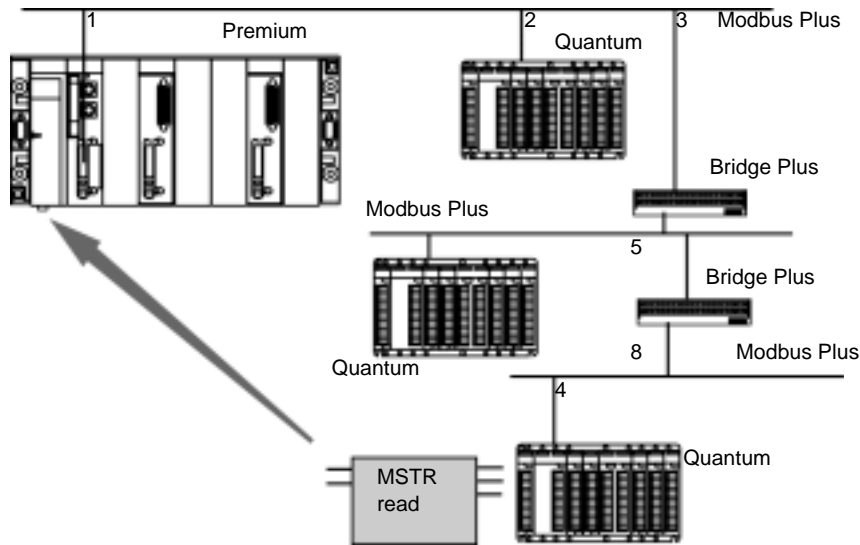 1
2
3
Modbus Plus
Premium
Quantum
Bridge Plus
Modbus Plus
5
Bridge Plus
8
Modbus Plus
Quantum
4
Quantum
MSTR
read